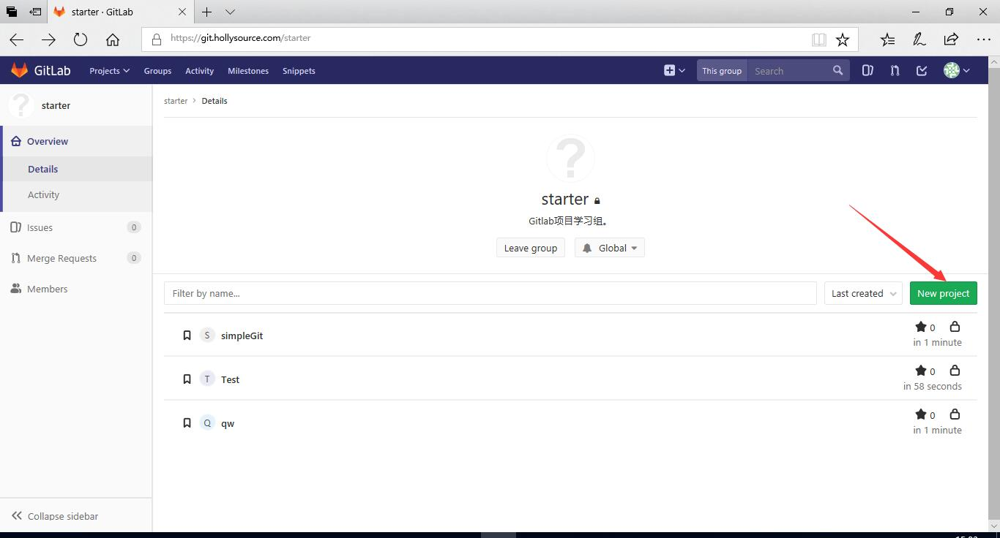 starter · GitLab
https://git.hollysource.com/starter
GitLab Projects Groups Activity Milestones Snippets This group Search
starter
starter › Details
Overview
Details
Activity
Issues 0
Merge Requests 0
Members
Collapse sidebar
?
starter
Gitlab项目学习组。
Leave group Global
Filter by name... Last created New project
S simpleGit 0
in 1 minute
T Test 0
in 58 seconds
Q qw 0
in 1 minute